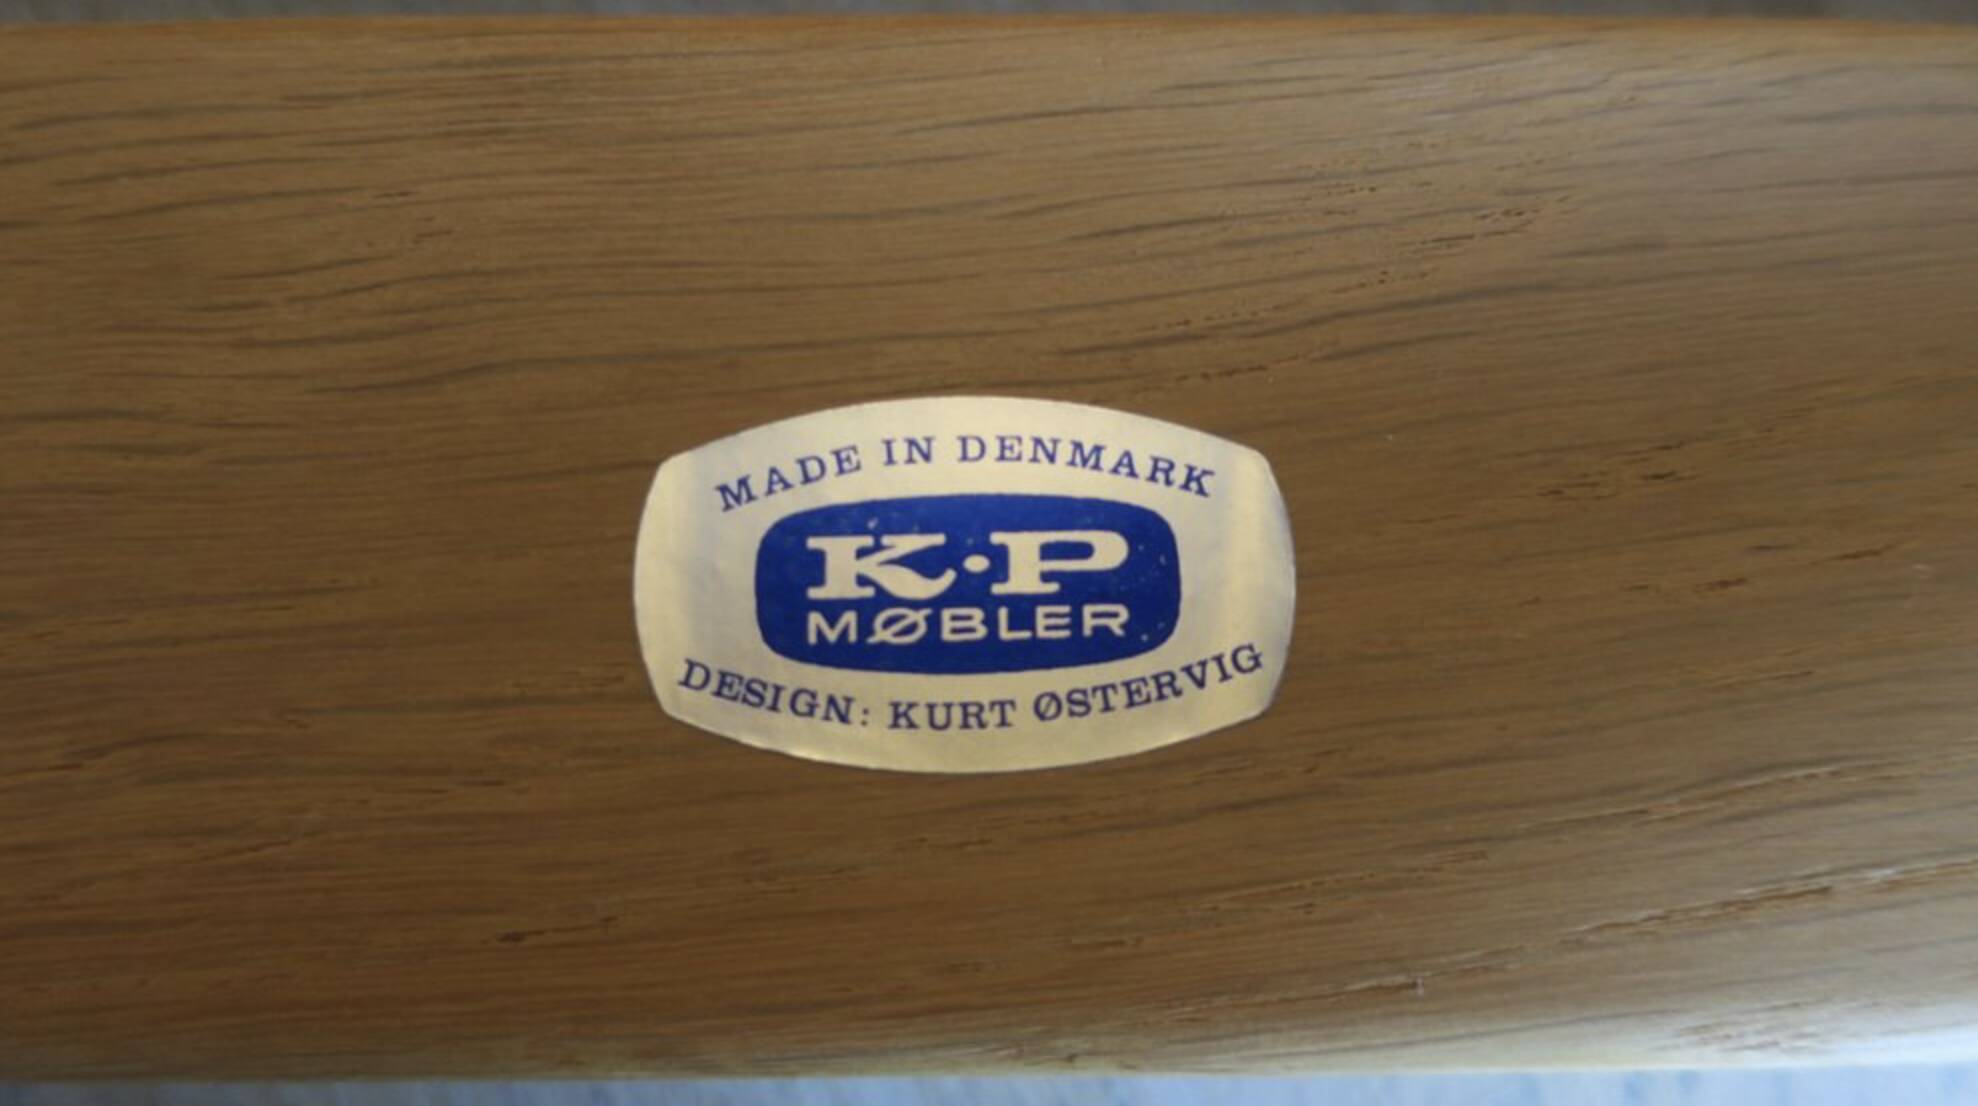 MADE IN DENMARK
K·P
MØBLER
DESIGN: KURT ØSTERVIG